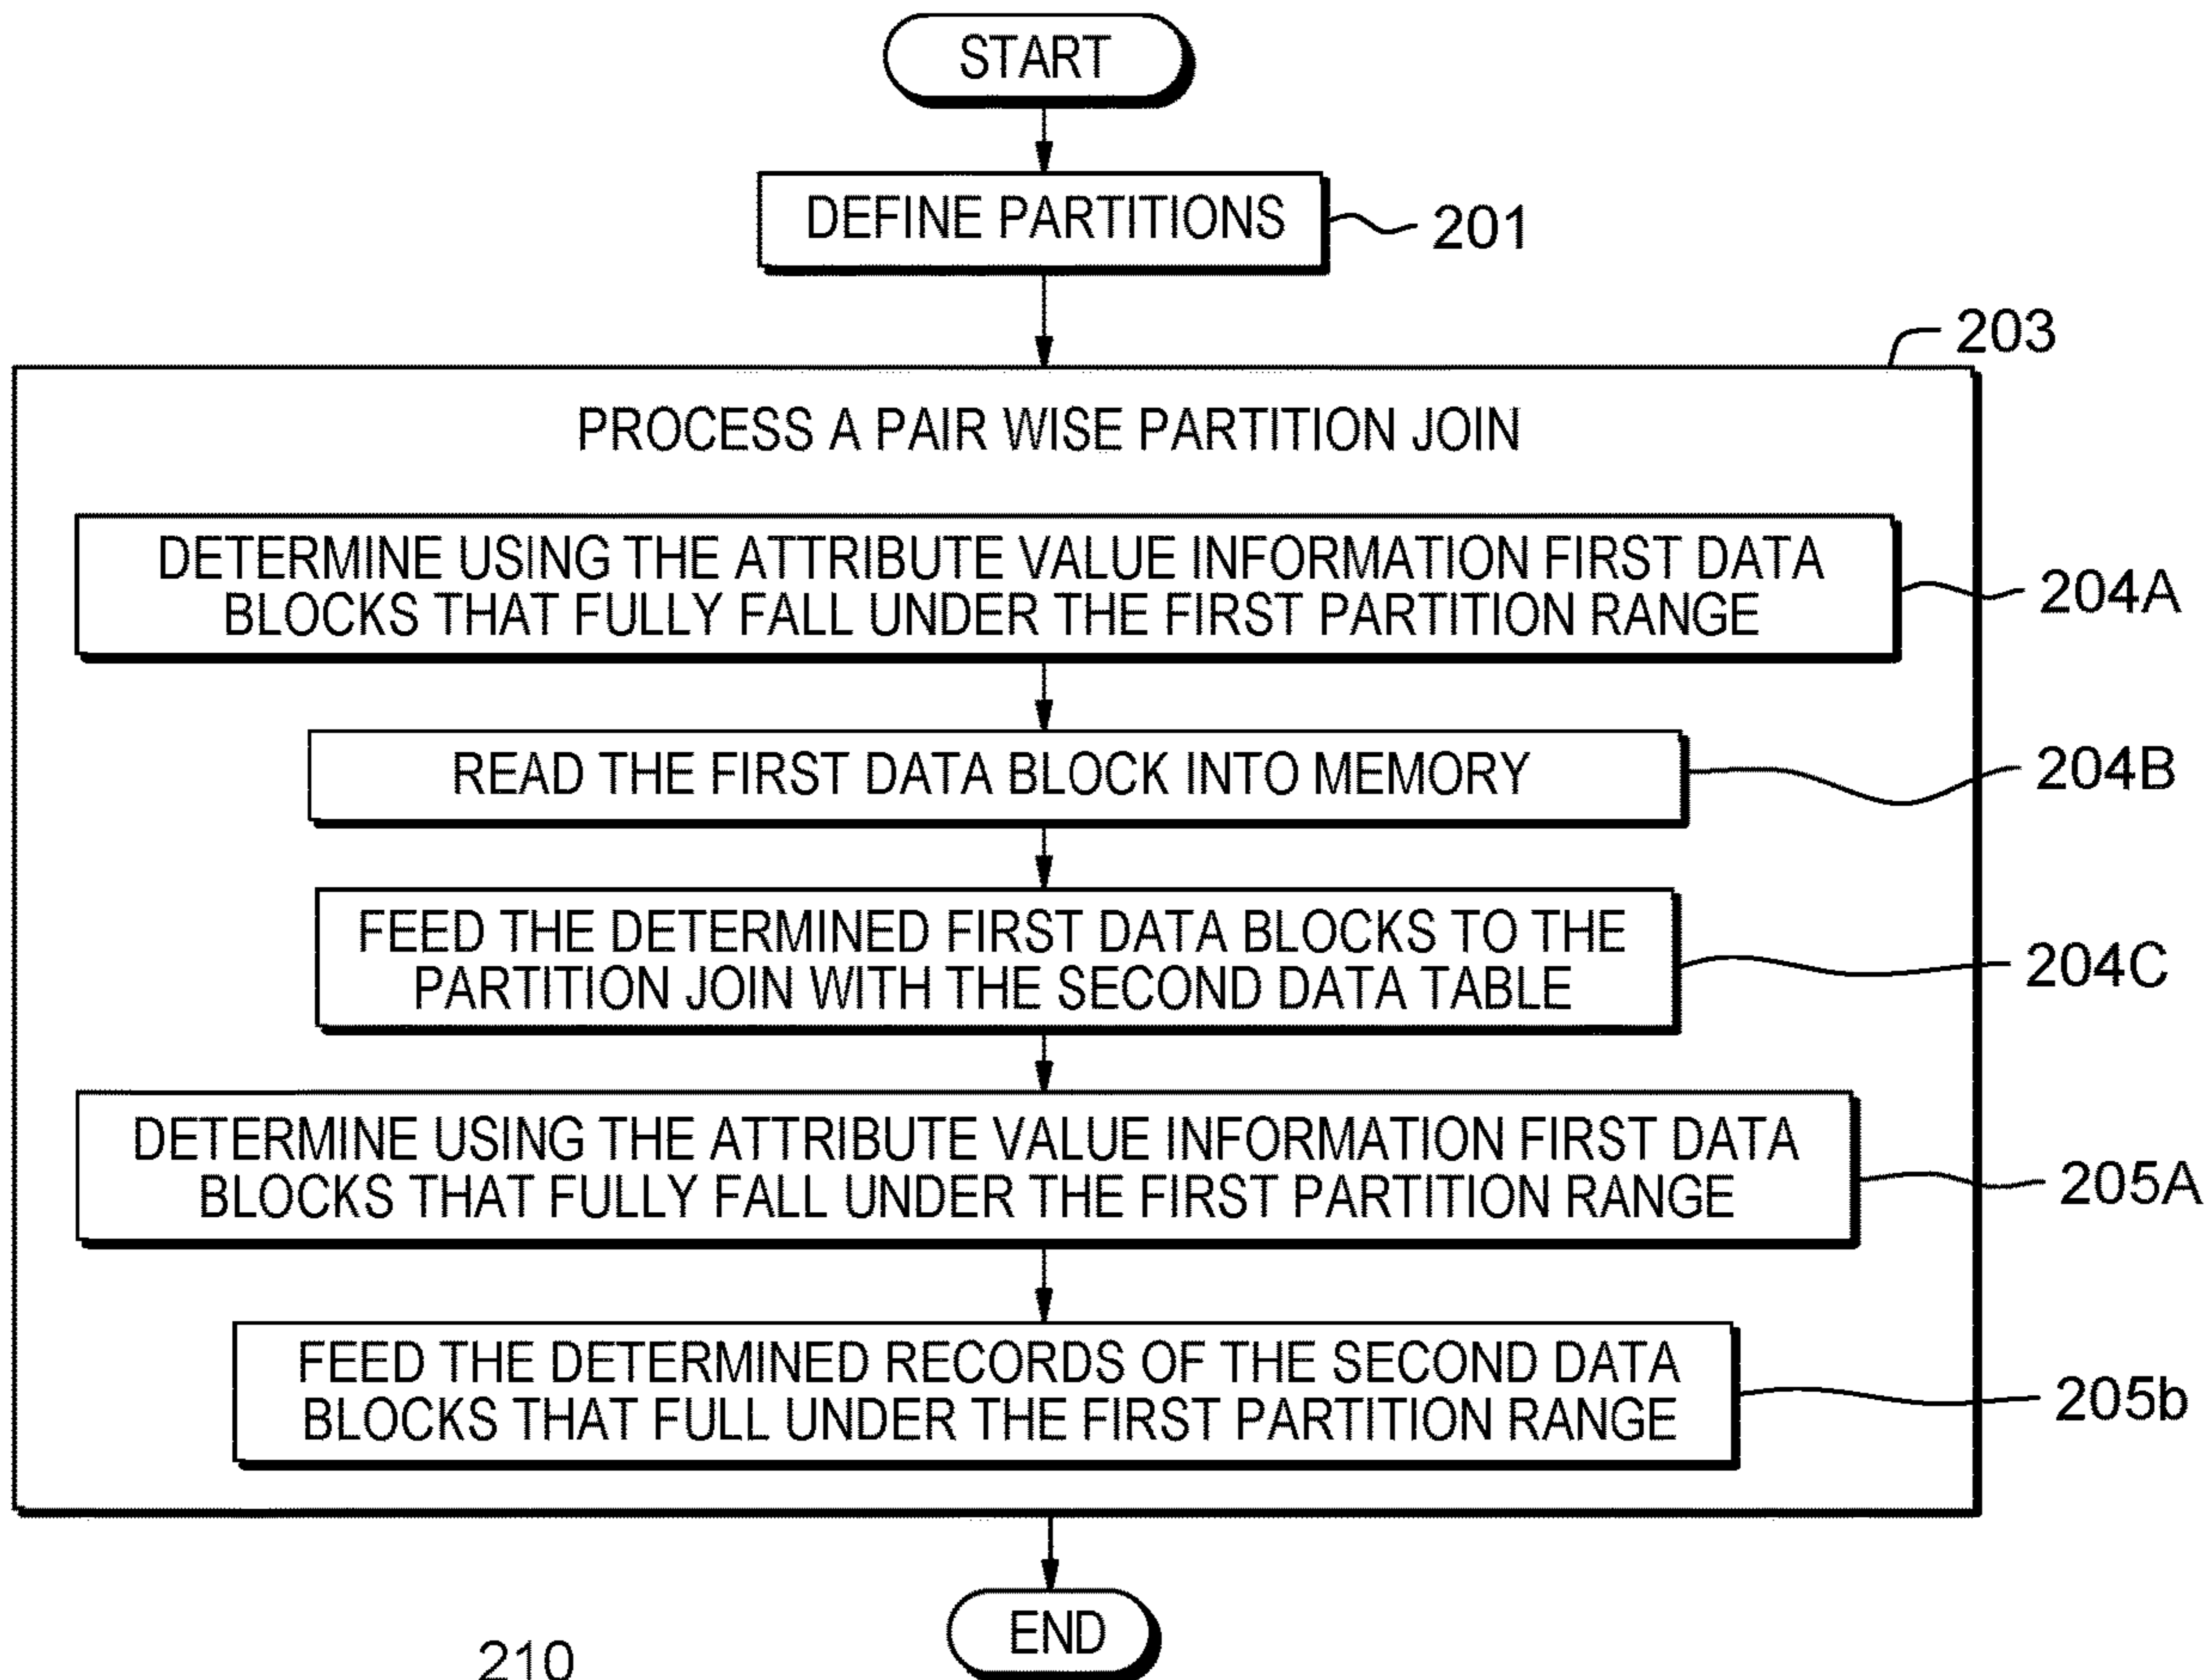 START
DEFINE PARTITIONS
201
203
PROCESS A PAIR WISE PARTITION JOIN
DETERMINE USING THE ATTRIBUTE VALUE INFORMATION FIRST DATA
BLOCKS THAT FULLY FALL UNDER THE FIRST PARTITION RANGE
204A
READ THE FIRST DATA BLOCK INTO MEMORY
204B
FEED THE DETERMINED FIRST DATA BLOCKS TO THE
PARTITION JOIN WITH THE SECOND DATA TABLE
204C
DETERMINE USING THE ATTRIBUTE VALUE INFORMATION FIRST DATA
BLOCKS THAT FULLY FALL UNDER THE FIRST PARTITION RANGE
205A
FEED THE DETERMINED RECORDS OF THE SECOND DATA
BLOCKS THAT FULL UNDER THE FIRST PARTITION RANGE
205b
END
210